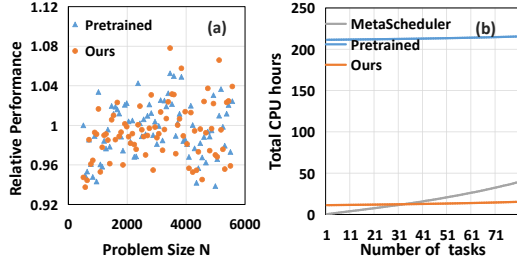 1.12
1.08
1.04
1
0.96
0.92
Relative Performance
Pretrained
Ours
(a)
0 2000 4000 6000
Problem Size N
250
200
150
100
50
0
Total CPU hours
MetaScheduler
Pretrained
Ours
(b)
1 11 21 31 41 51 61 71
Number of tasks